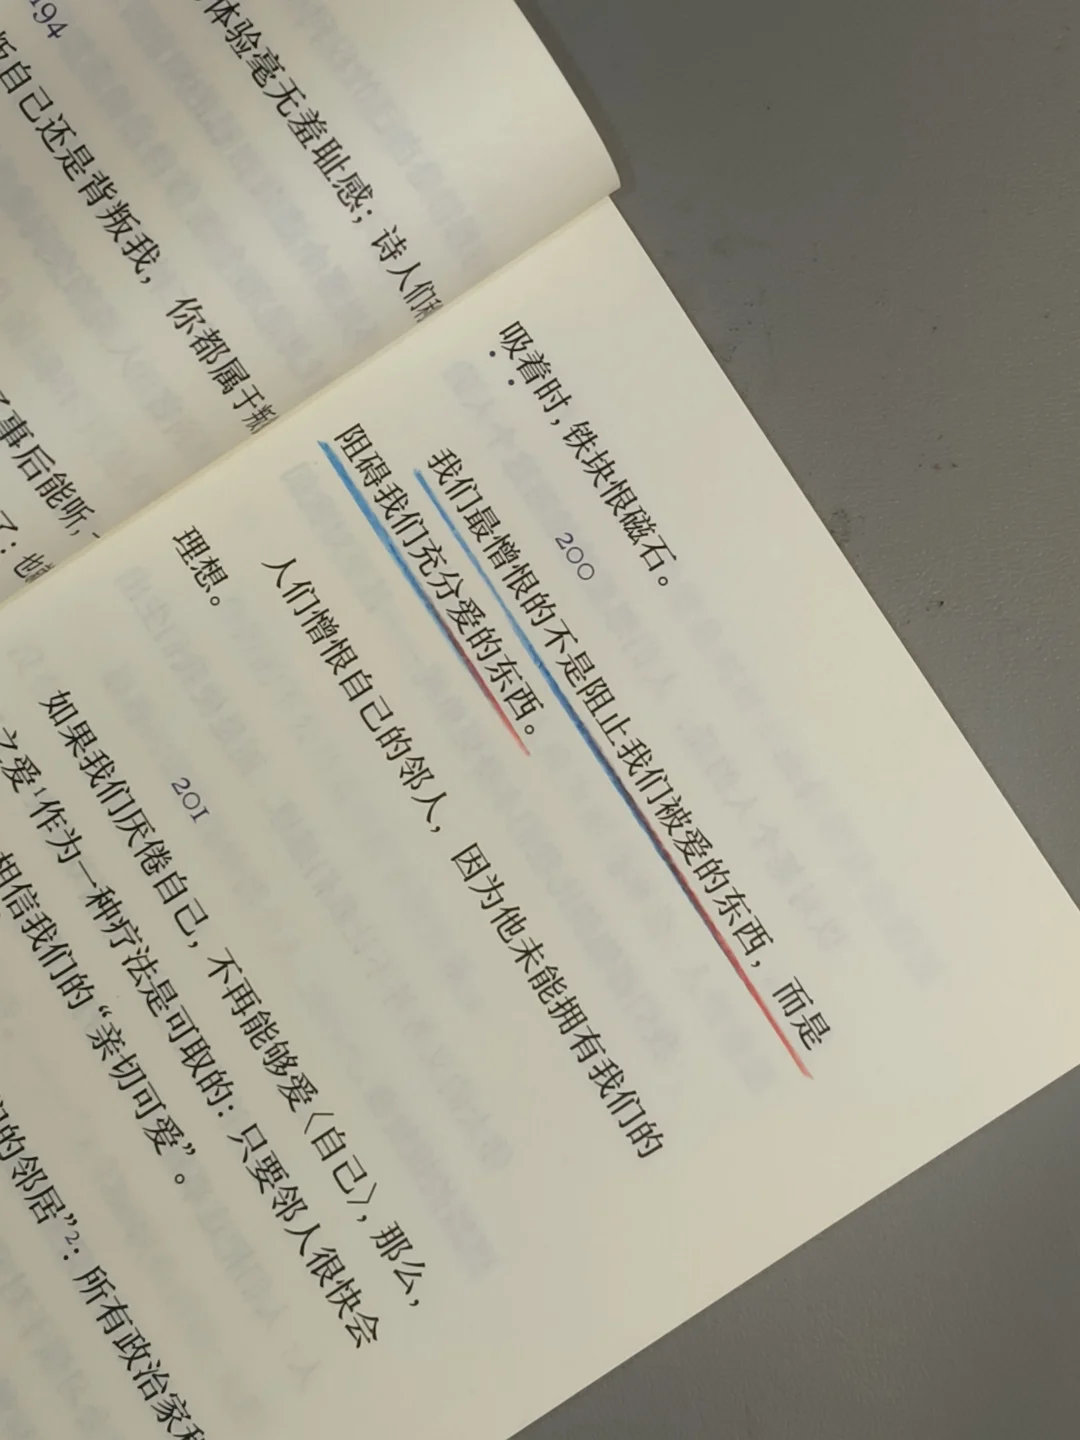 194
体验毫无羞耻感；诗人们
自己还是背叛我，你都属于叛
事后能听，
了：也
吸着时，铁块恨磁石。
200
我们最憎恨的不是阻止我们被爱的东西，而是
阻碍我们充分爱的东西。
人们憎恨自己的邻人，因为他未能拥有我们的
理想。
201
如果我们厌倦自己，不再能够爱〈自己〉，那么，
之爱¹作为一种疗法是可取的：只要邻人很快会
相信我们的“亲切可爱”。
的邻居”²：所有政治家和